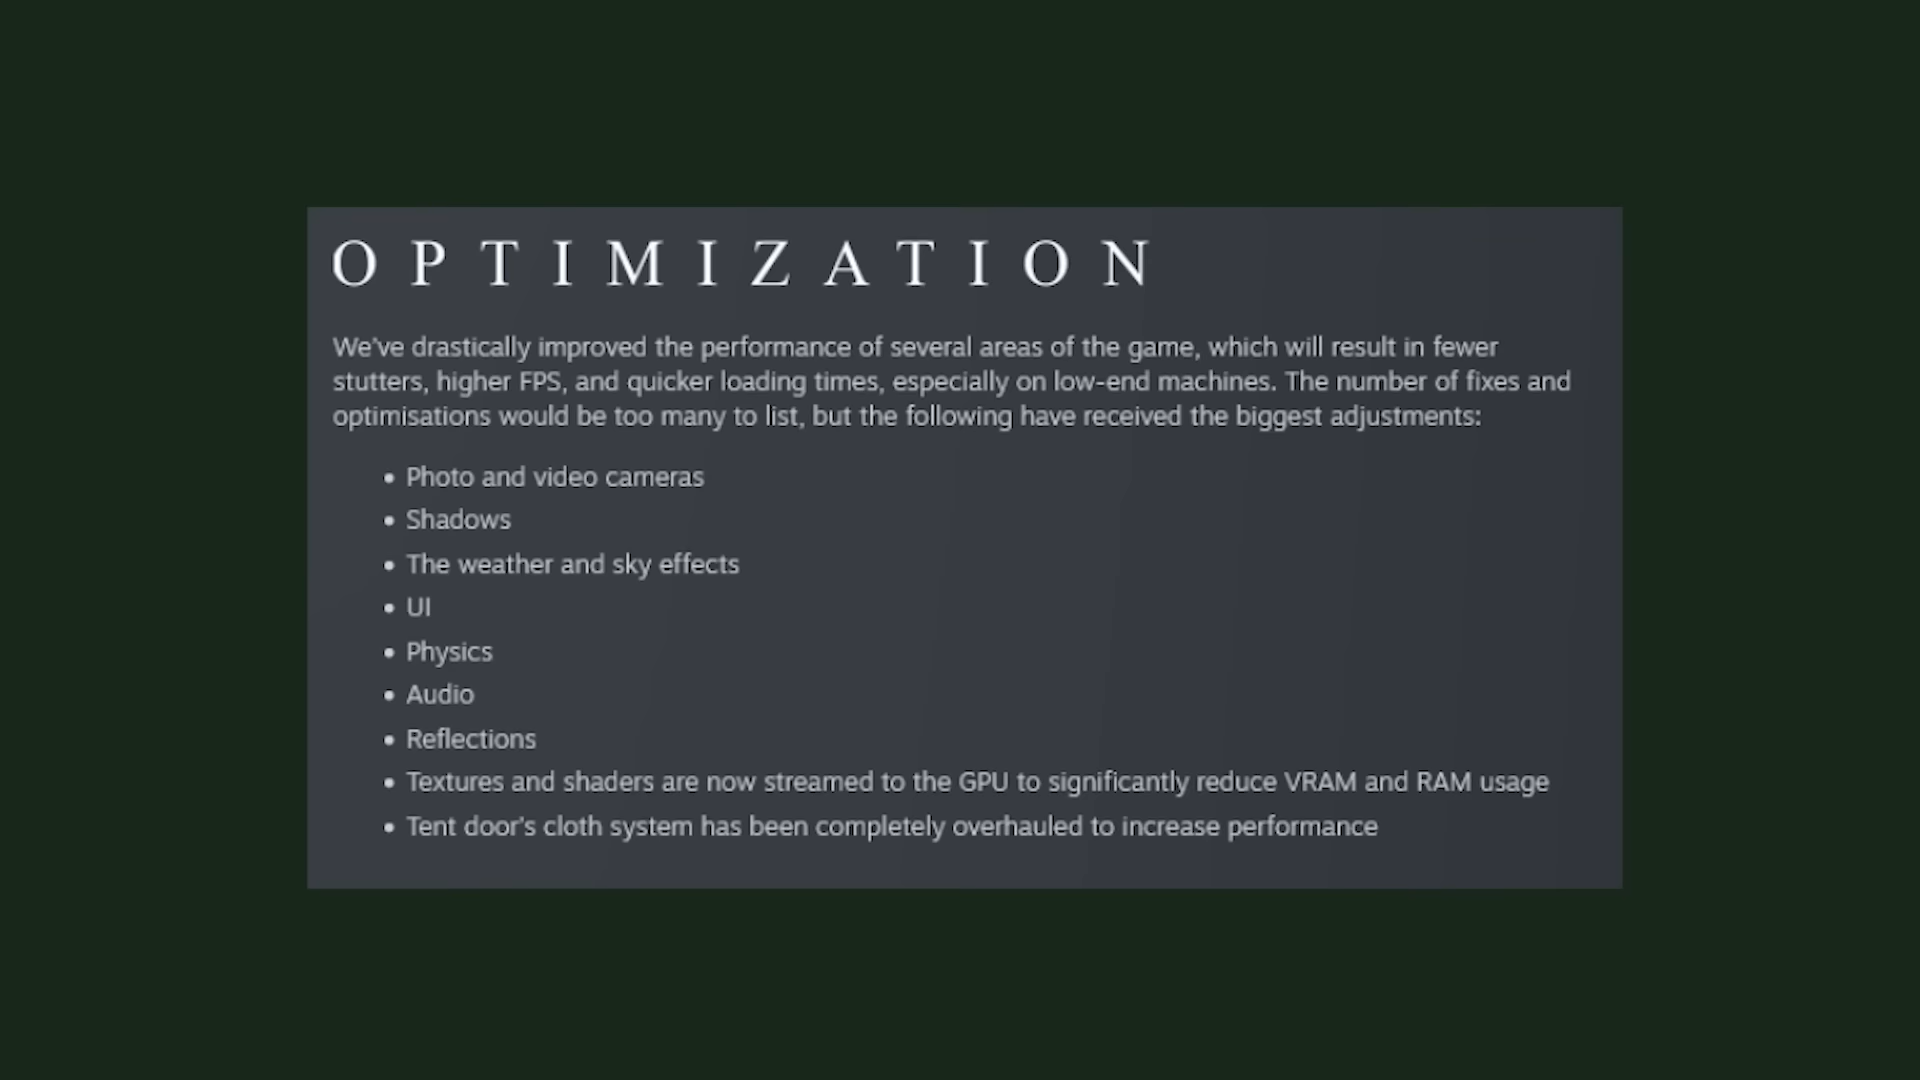 O P T I M I Z A T I O N
We've drastically improved the performance of several areas of the game, which will result in fewer
stutters, higher FPS, and quicker loading times, especially on low-end machines. The number of fixes and
optimisations would be too many to list, but the following have received the biggest adjustments:
• Photo and video cameras
• Shadows
• The weather and sky effects
• UI
• Physics
• Audio
• Reflections
• Textures and shaders are now streamed to the GPU to significantly reduce VRAM and RAM usage
• Tent door's cloth system has been completely overhauled to increase performance